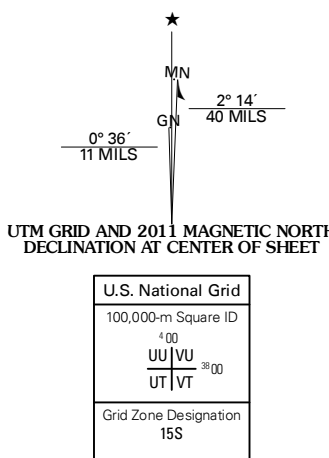 ★
MN
2° 14´
GN
40 MILS
0° 36´
11 MILS
UTM GRID AND 2011 MAGNETIC NORTH
DECLINATION AT CENTER OF SHEET
U.S. National Grid
100,000-m Square ID
4 00
UU VU
38 00
UT VT
Grid Zone Designation
15S